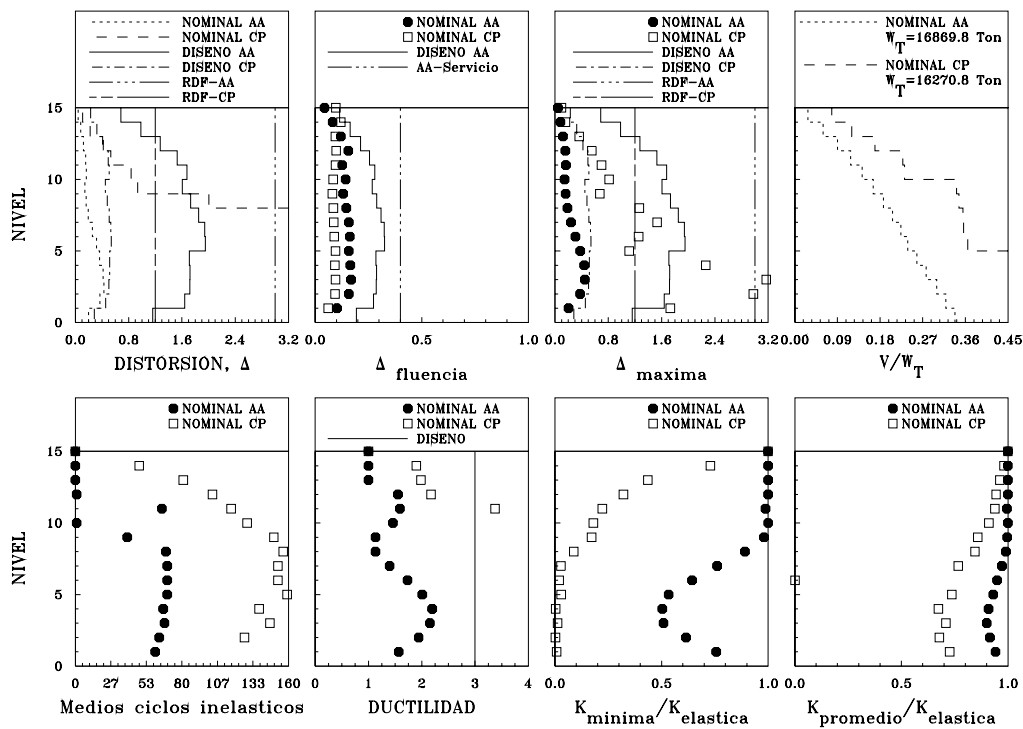 NOMINAL AA
NOMINAL CP
DISENO AA
DISENO CP
RDF-AA
RDF-CP
NIVEL
15
10
5
0
0.0 0.8 1.6 2.4 3.2
DISTORSION, Δ
NOMINAL AA
NOMINAL CP
DISENO AA
AA-Servicio
0.0 0.5 1.0
Δ fluencia
NOMINAL AA
NOMINAL CP
DISENO AA
DISENO CP
RDF-AA
RDF-CP
0.0 0.8 1.6 2.4 3.2
Δ maxima
NOMINAL AA
W_T=16869.8 Ton
NOMINAL CP
W_T=16270.8 Ton
0.00 0.09 0.18 0.27 0.36 0.45
V/W_T
NOMINAL AA
NOMINAL CP
NIVEL
15
10
5
0
0 27 53 80 107 133 160
Medios ciclos inelasticos
NOMINAL AA
NOMINAL CP
DISENO
0 1 2 3 4
DUCTILIDAD
NOMINAL AA
NOMINAL CP
0.0 0.5 1.0
K_minima/K_elastica
NOMINAL AA
NOMINAL CP
0.0 0.5 1.0
K_promedio/K_elastica